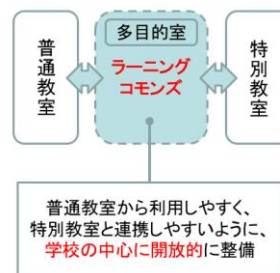 普通教室
多目的室
ラーニング
コモンズ
特別教室
普通教室から利用しやすく、
特別教室と連携しやすいように、
学校の中心に開放的に整備